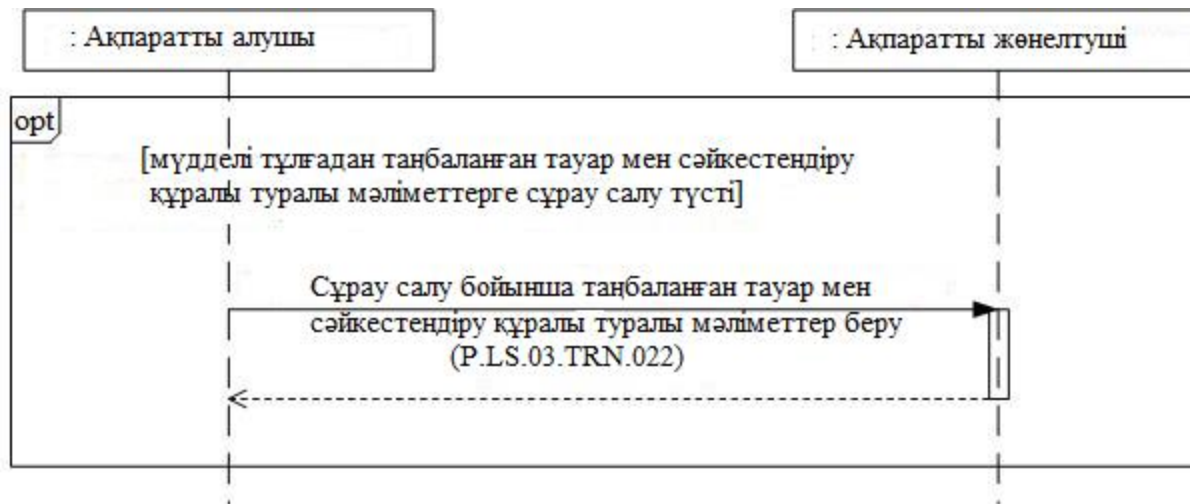 : Ақпаратты алушы
: Ақпаратты жөнелтуші
opt
[мүдделі тұлғадан таңбаланған тауар мен сәйкестендіру
құралы туралы мәліметтерге сұрау салу түсті]
Сұрау салу бойынша таңбаланған тауар мен
сәйкестендіру құралы туралы мәліметтер беру
(P.LS.03.TRN.022)